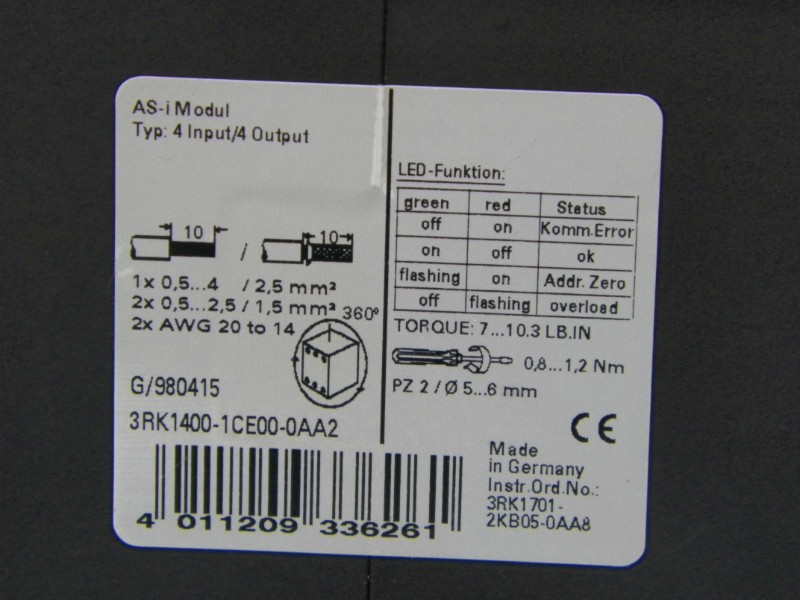 AS-i Modul
Typ: 4 Input/4 Output
10 / 10
1x 0,5...4 / 2,5 mm²
2x 0,5...2,5 / 1,5 mm²
2x AWG 20 to 14
360°
G/980415
3RK1400-1CE00-0AA2
4 011209 336261
LED-Funktion:
green red Status
off on Komm.Error
on off ok
flashing on Addr. Zero
off flashing overload
TORQUE: 7...10.3 LB.IN
0,8...1,2 Nm
PZ 2 / Ø 5...6 mm
CE
Made
in Germany
Instr.Ord.No.:
3RK1701-
2KB05-0AA8